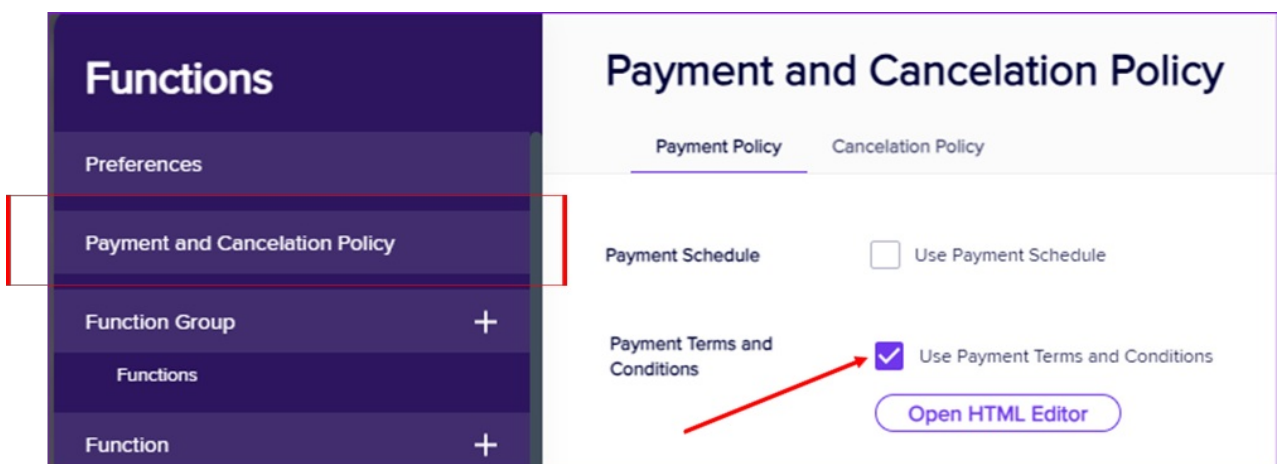 Functions
Preferences
Payment and Cancelation Policy
Function Group
Functions
Function
Payment and Cancelation Policy
Payment Policy
Cancelation Policy
Payment Schedule
Use Payment Schedule
Payment Terms and
Conditions
Use Payment Terms and Conditions
Open HTML Editor